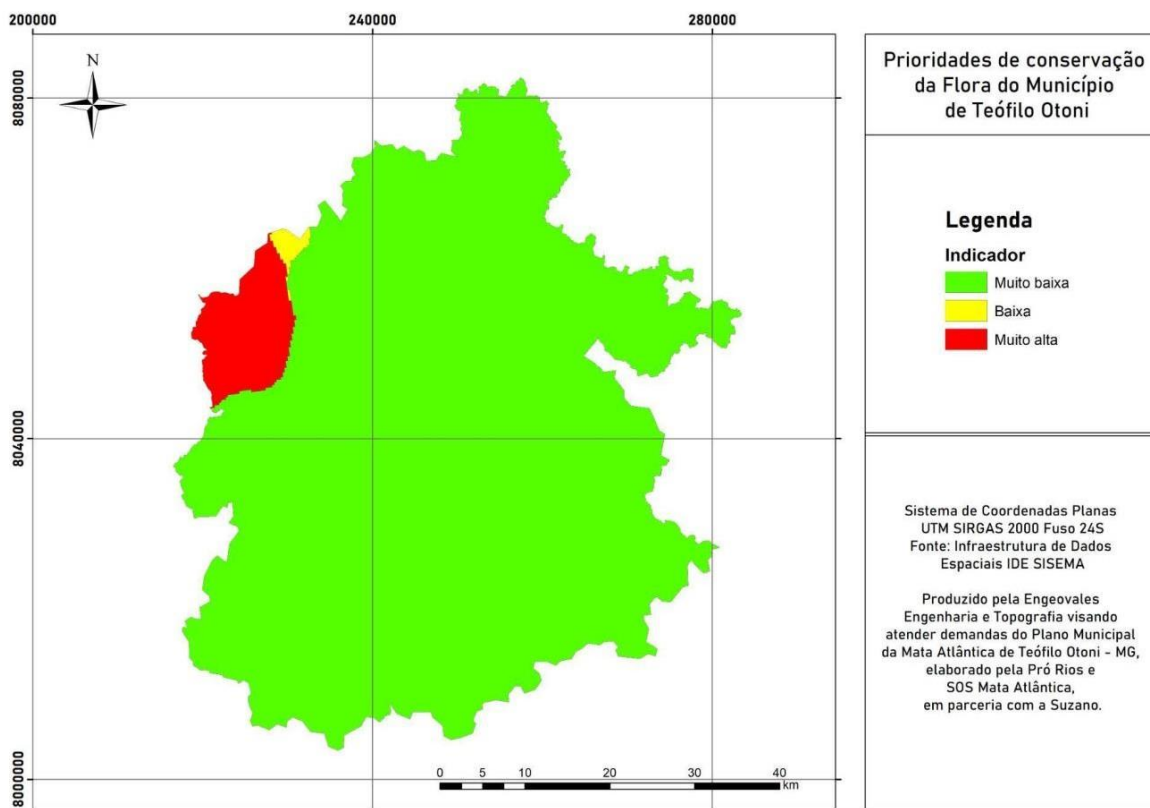 200000
240000
280000
N
8080000
8040000
8000000
0 5 10 20 30 40
km
Prioridades de conservação
da Flora do Município
de Teófilo Otoni
Legenda
Indicador
Muito baixa
Baixa
Muito alta
Sistema de Coordenadas Planas
UTM SIRGAS 2000 Fuso 24S
Fonte: Infraestrutura de Dados
Espaciais IDE SISEMA
Produzido pela Engeovales
Engenharia e Topografia visando
atender demandas do Plano Municipal
da Mata Atlântica de Teófilo Otoni - MG,
elaborado pela Pró Rios e
SOS Mata Atlântica,
em parceria com a Suzano.